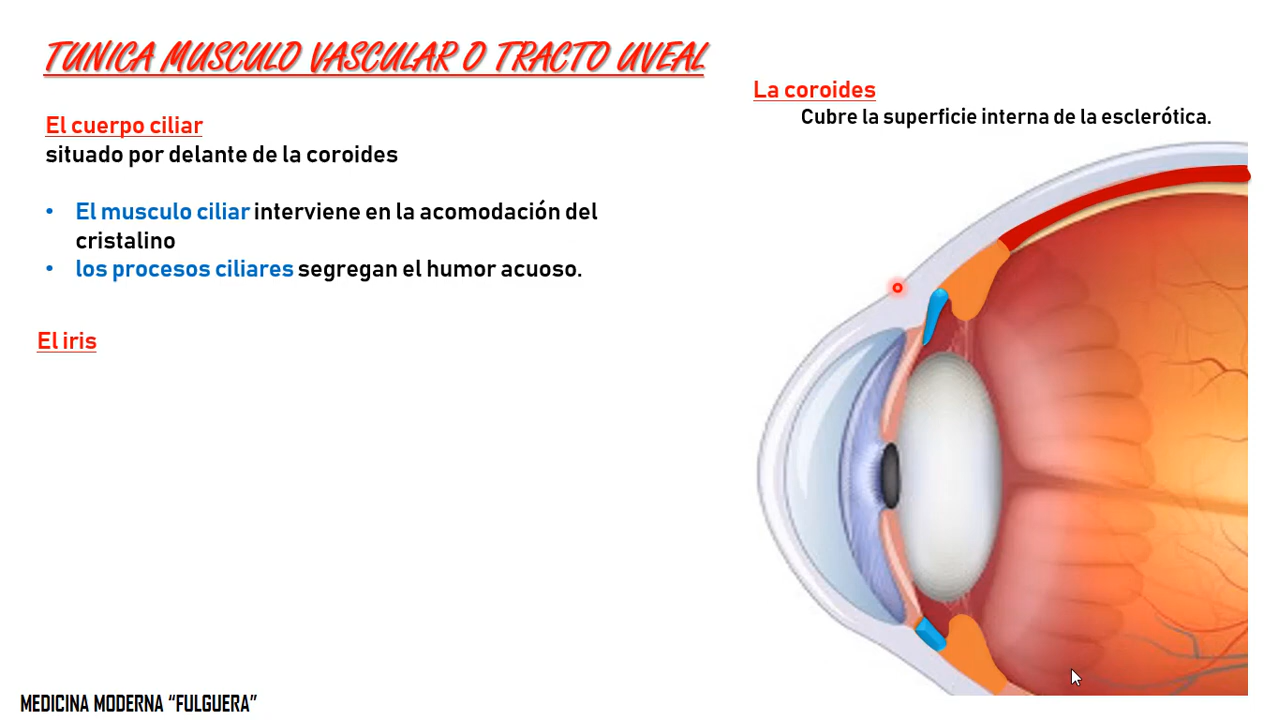 TUNICA MUSCULO VASCULAR O TRACTO UVEAL
El cuerpo ciliar
situado por delante de la coroides
• El musculo ciliar interviene en la acomodación del
cristalino
• los procesos ciliares segregan el humor acuoso.
El iris
La coroides
Cubre la superficie interna de la esclerótica.
MEDICINA MODERNA “FULGUERA”